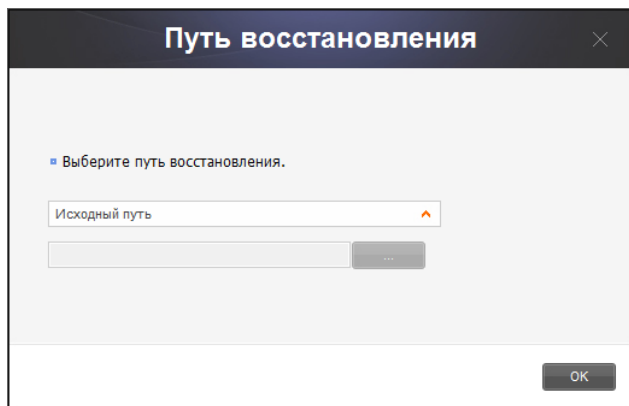 Путь восстановления
Выберите путь восстановления.
Исходный путь
...
OK